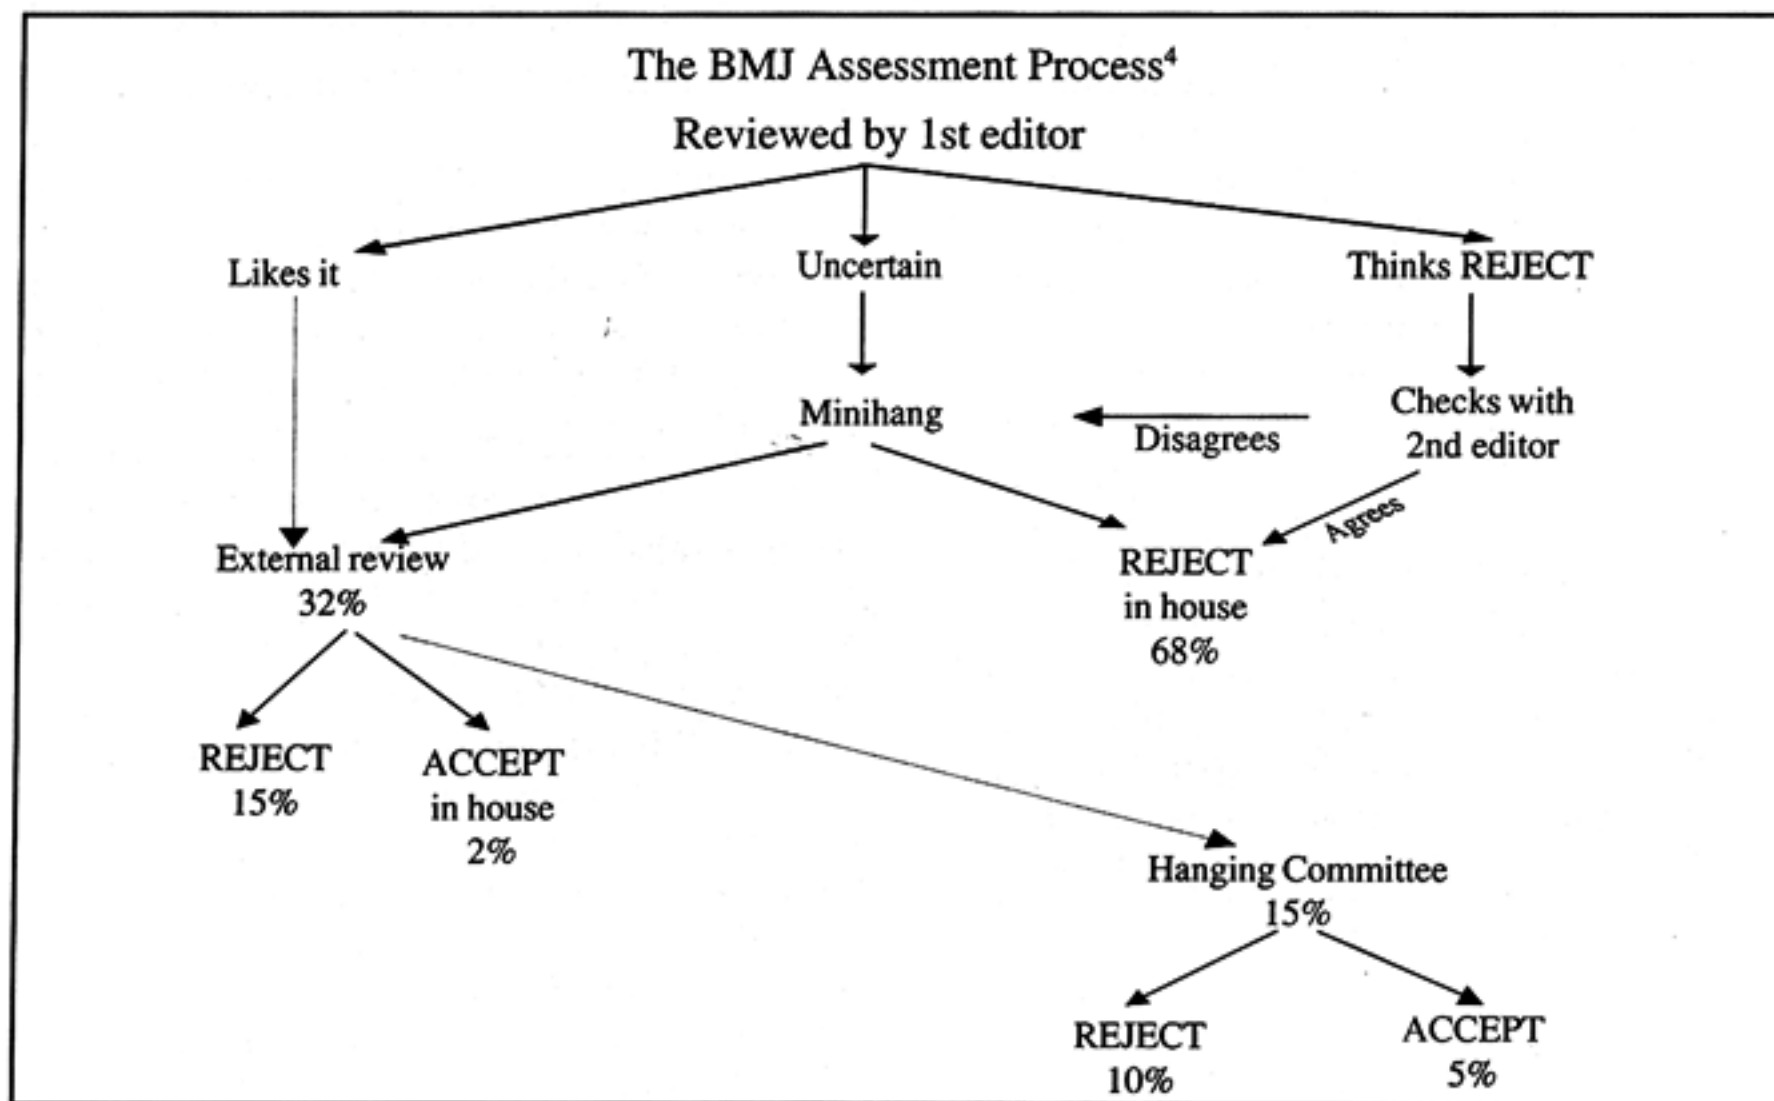 The BMJ Assessment Process⁴
Reviewed by 1st editor
Likes it
Uncertain
Thinks REJECT
Minihang
Disagrees
Checks with
2nd editor
Agrees
External review
32%
REJECT
in house
68%
REJECT
15%
ACCEPT
in house
2%
Hanging Committee
15%
REJECT
10%
ACCEPT
5%